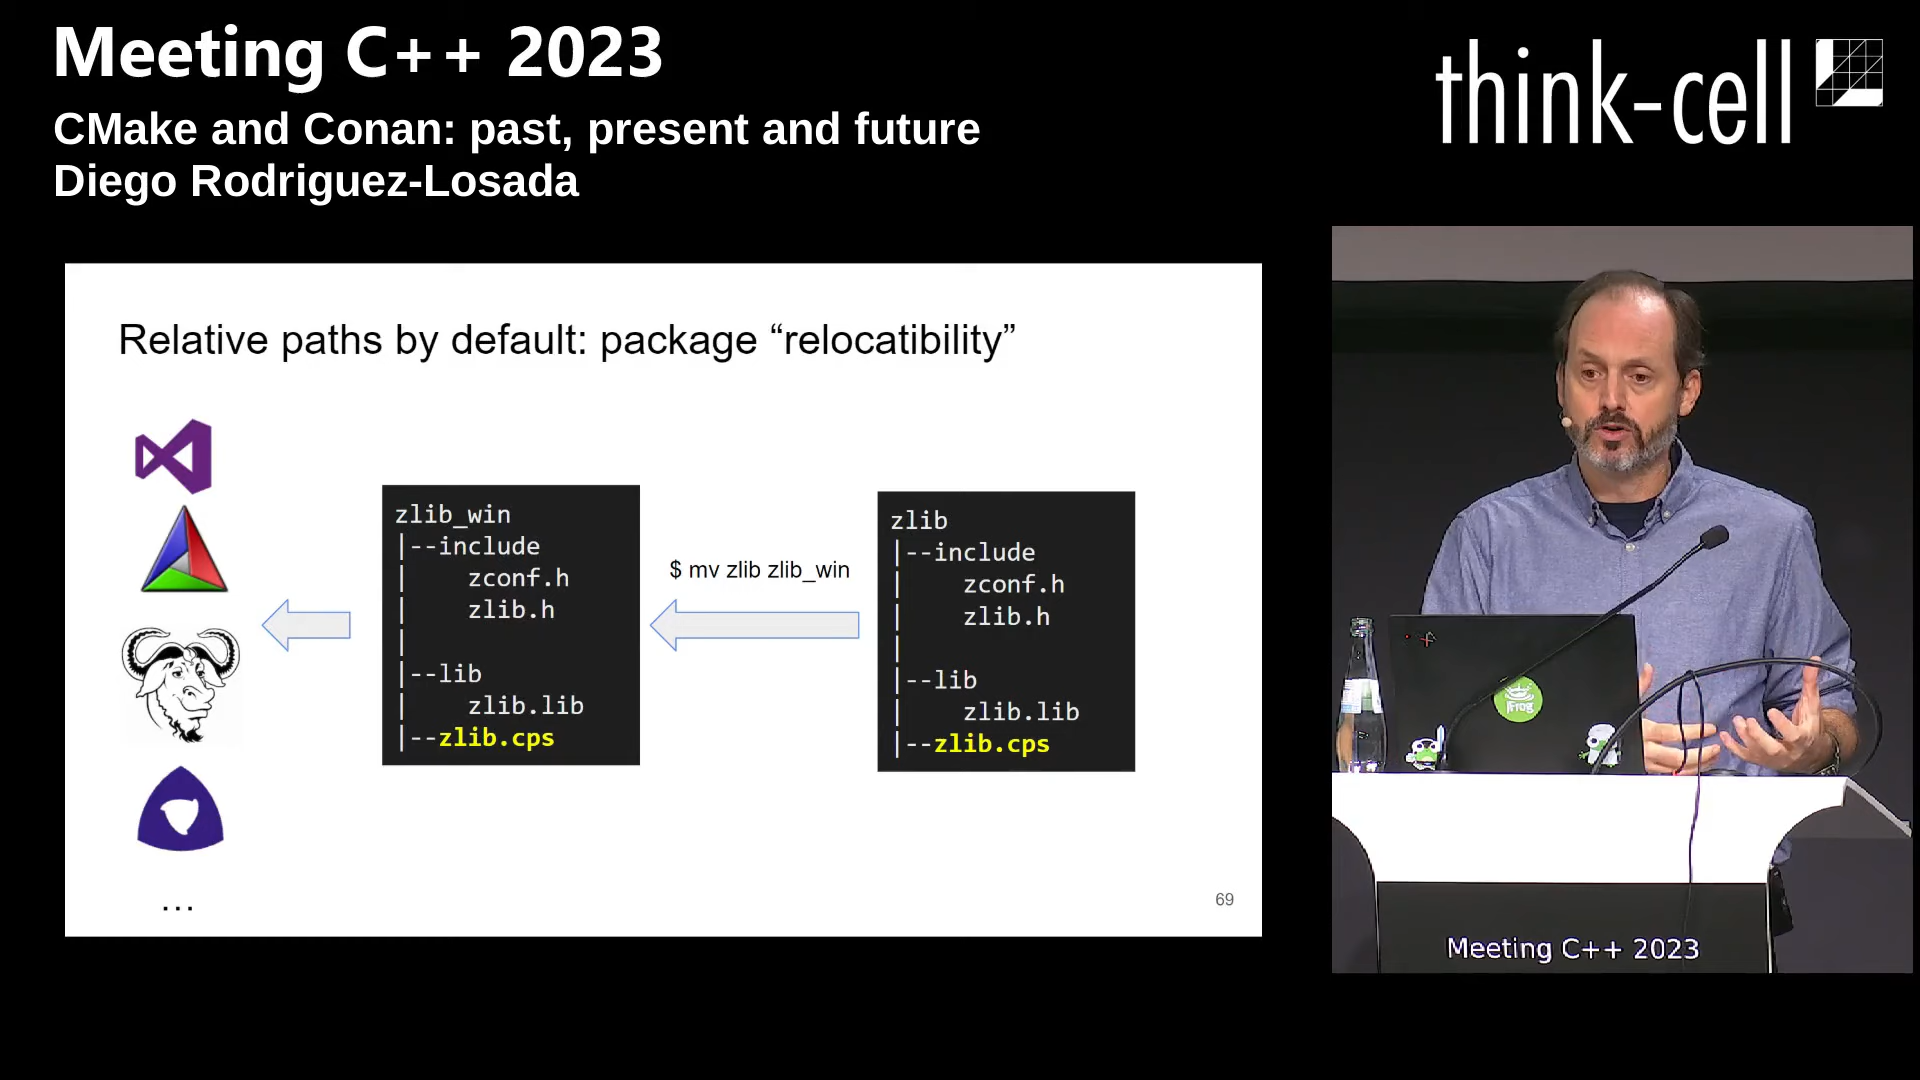 Meeting C++ 2023
CMake and Conan: past, present and future
Diego Rodriguez-Losada
think-cell
Relative paths by default: package “relocatibility”
zlib_win
|--include
|    zconf.h
|    zlib.h
|
|--lib
|    zlib.lib
|--zlib.cps
$ mv zlib zlib_win
zlib
|--include
|    zconf.h
|    zlib.h
|
|--lib
|    zlib.lib
|--zlib.cps
...
69
JFrog
Meeting C++ 2023